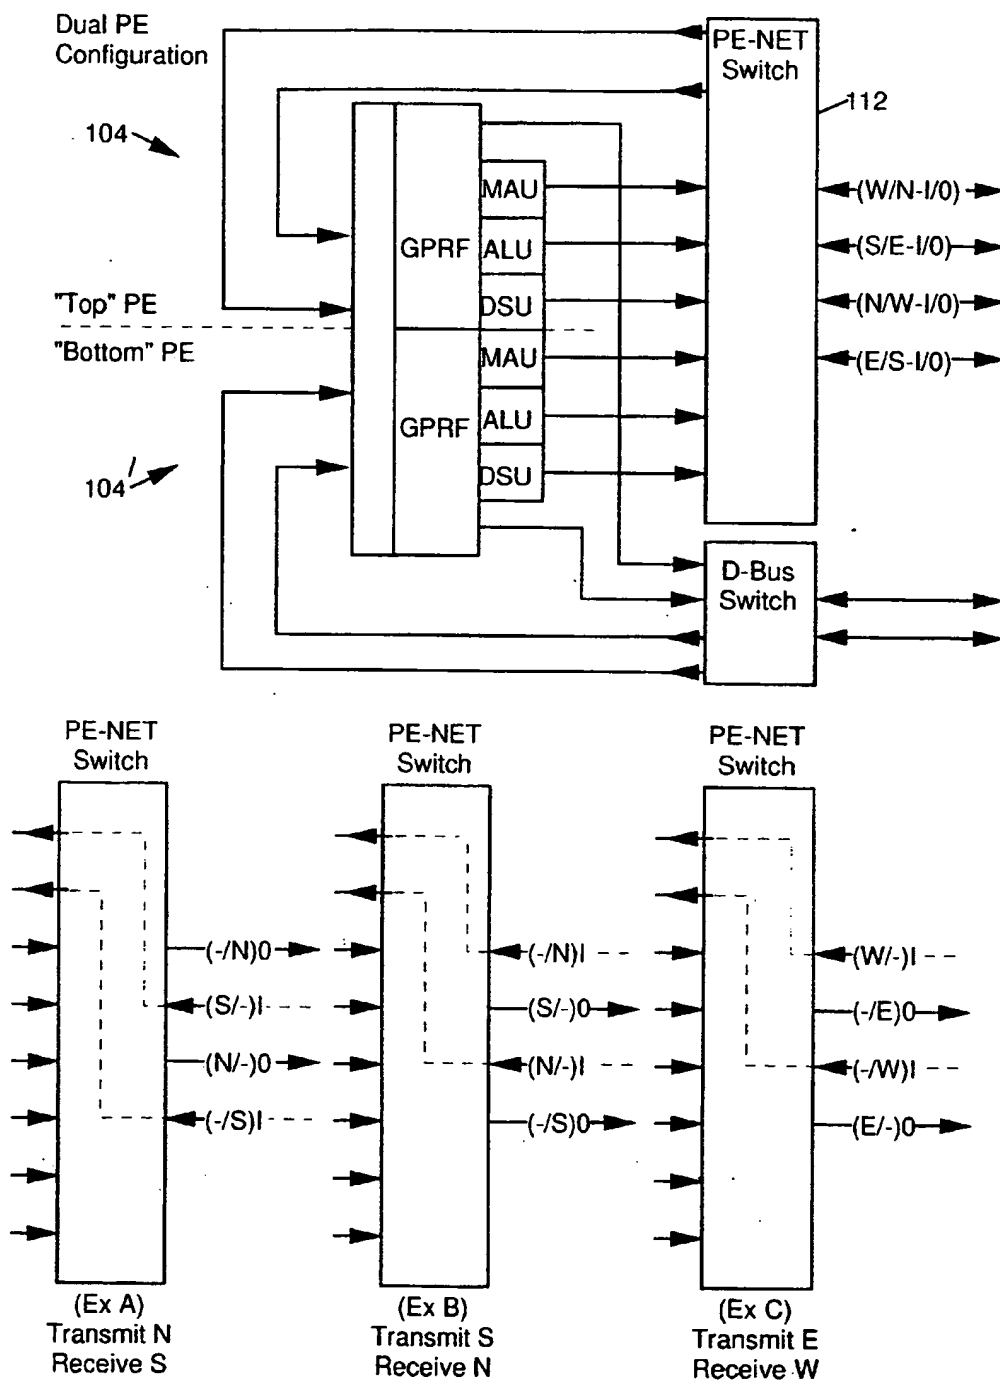 Dual PE
Configuration
PE-NET
Switch
112
104
(W/N-I/0)
MAU
GPRF
ALU
(S/E-I/0)
DSU
(N/W-I/0)
"Top" PE
"Bottom" PE
MAU
(E/S-I/0)
GPRF
ALU
DSU
104'
D-Bus
Switch
PE-NET
Switch
(-/N)0
(S/-)I
(N/-)0
(-/S)I
(Ex A)
Transmit N
Receive S
PE-NET
Switch
(-/N)I
(S/-)0
(N/-)I
(-/S)0
(Ex B)
Transmit S
Receive N
PE-NET
Switch
(W/-)I
(-/E)0
(-/W)I
(E/-)0
(Ex C)
Transmit E
Receive W